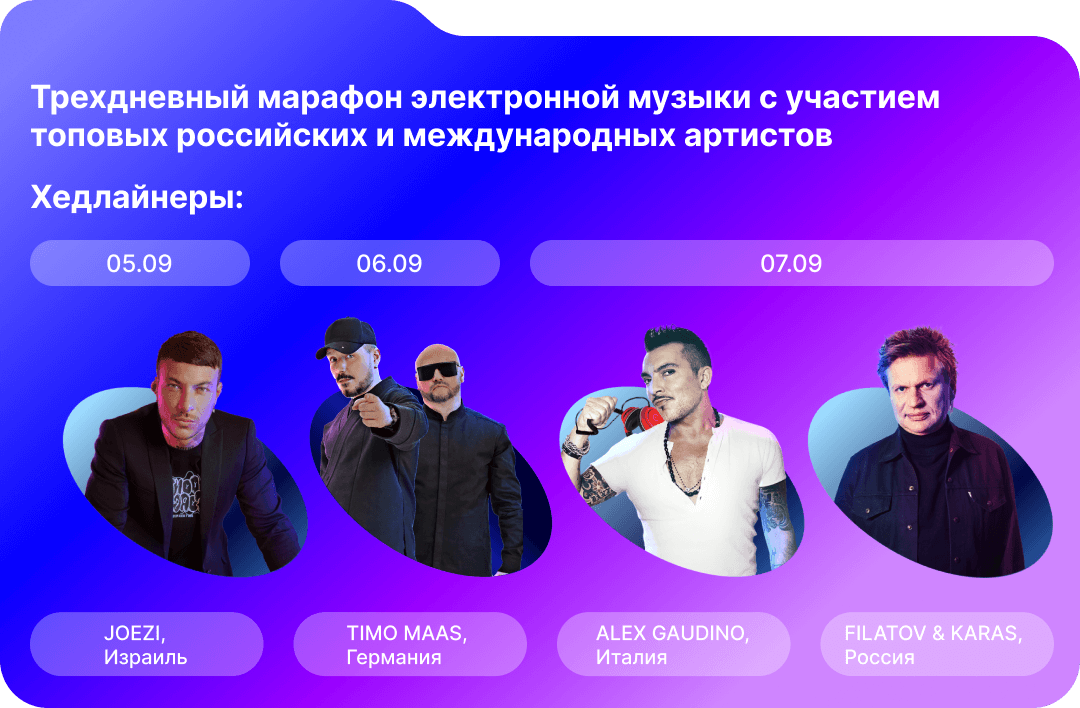 Трехдневный марафон электронной музыки с участием
топовых российских и международных артистов
Хедлайнеры:
05.09
06.09
07.09
JOEZI,
Израиль
TIMO MAAS,
Германия
ALEX GAUDINO,
Италия
FILATOV & KARAS,
Россия